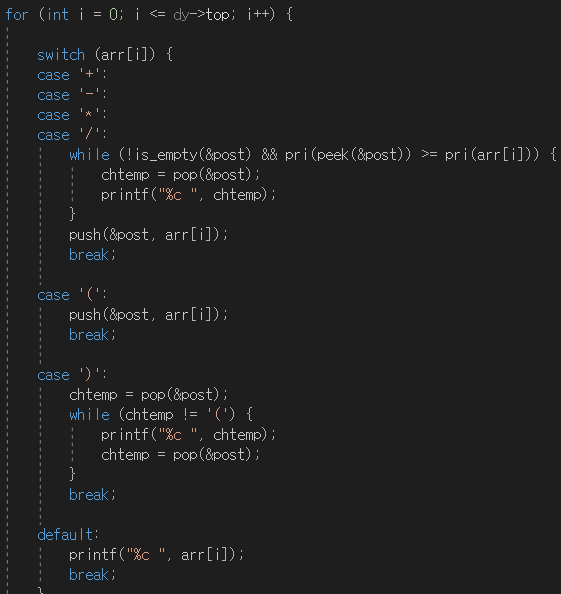 for (int i = 0; i <= dy->top; i++) {
switch (arr[i]) {
case '+':
case '-':
case '*':
case '/':
while (!is_empty(&post) && pri(peek(&post)) >= pri(arr[i])) {
chtemp = pop(&post);
printf("%c ", chtemp);
}
push(&post, arr[i]);
break;
case '(':
push(&post, arr[i]);
break;
case ')':
chtemp = pop(&post);
while (chtemp != '(') {
printf("%c ", chtemp);
chtemp = pop(&post);
}
break;
default:
printf("%c ", arr[i]);
break;
}